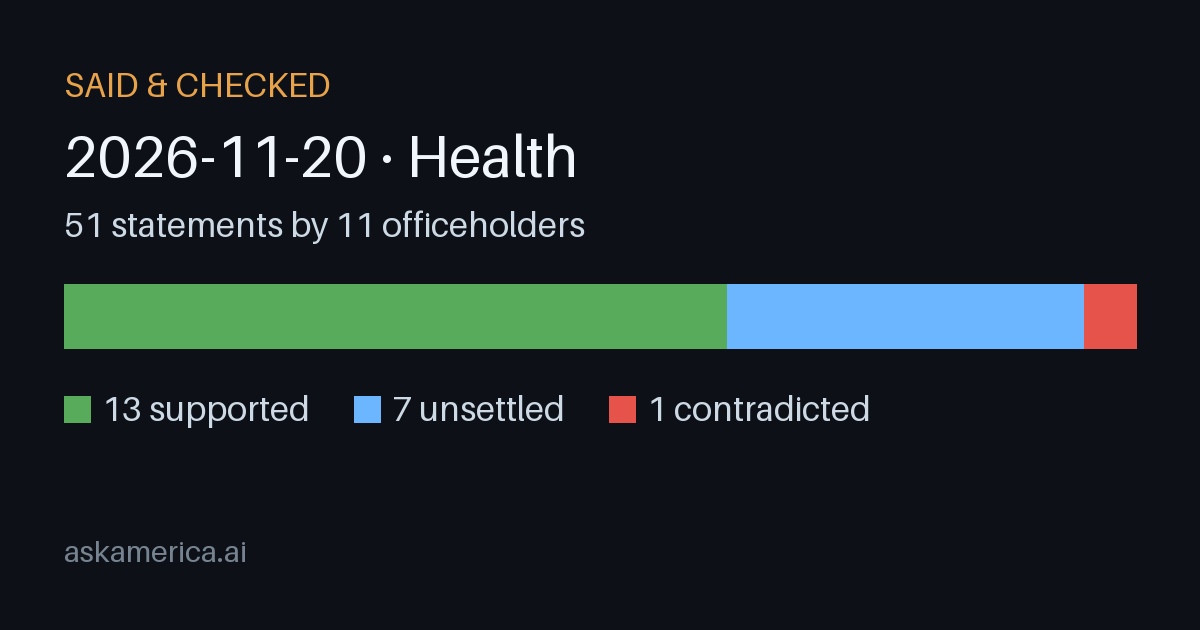 SAID & CHECKED
2026-11-20 · Health
51 statements by 11 officeholders
13 supported 7 unsettled 1 contradicted
askamerica.ai